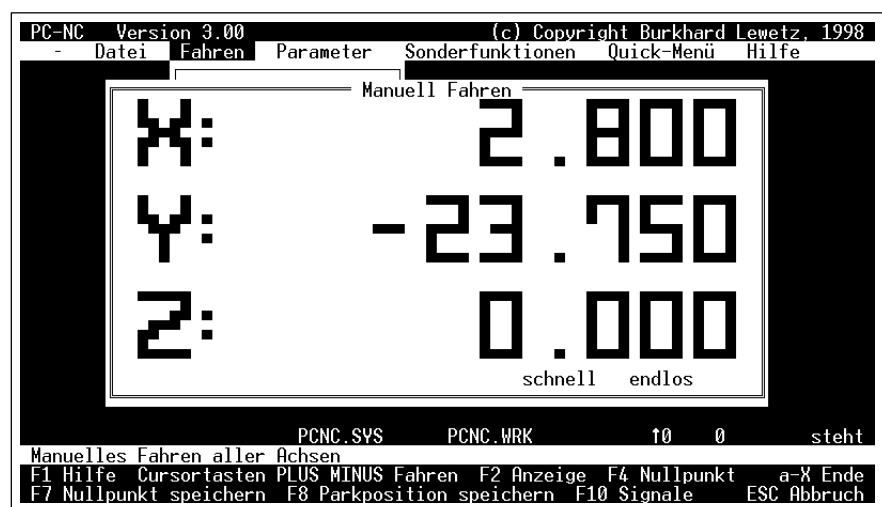 PC-NC Version 3.00 (c) Copyright Burkhard Lewetz, 1998
- Datei Fahren Parameter Sonderfunktionen Quick-Menü Hilfe
Manuell Fahren
X: 2.800
Y: -23.750
Z: 0.000
schnell endlos
PCNC.SYS PCNC.WRK ↑0 0 steht
Manuelles Fahren aller Achsen
F1 Hilfe Cursortasten PLUS MINUS Fahren F2 Anzeige F4 Nullpunkt a-X Ende
F7 Nullpunkt speichern F8 Parkposition speichern F10 Signale ESC Abbruch